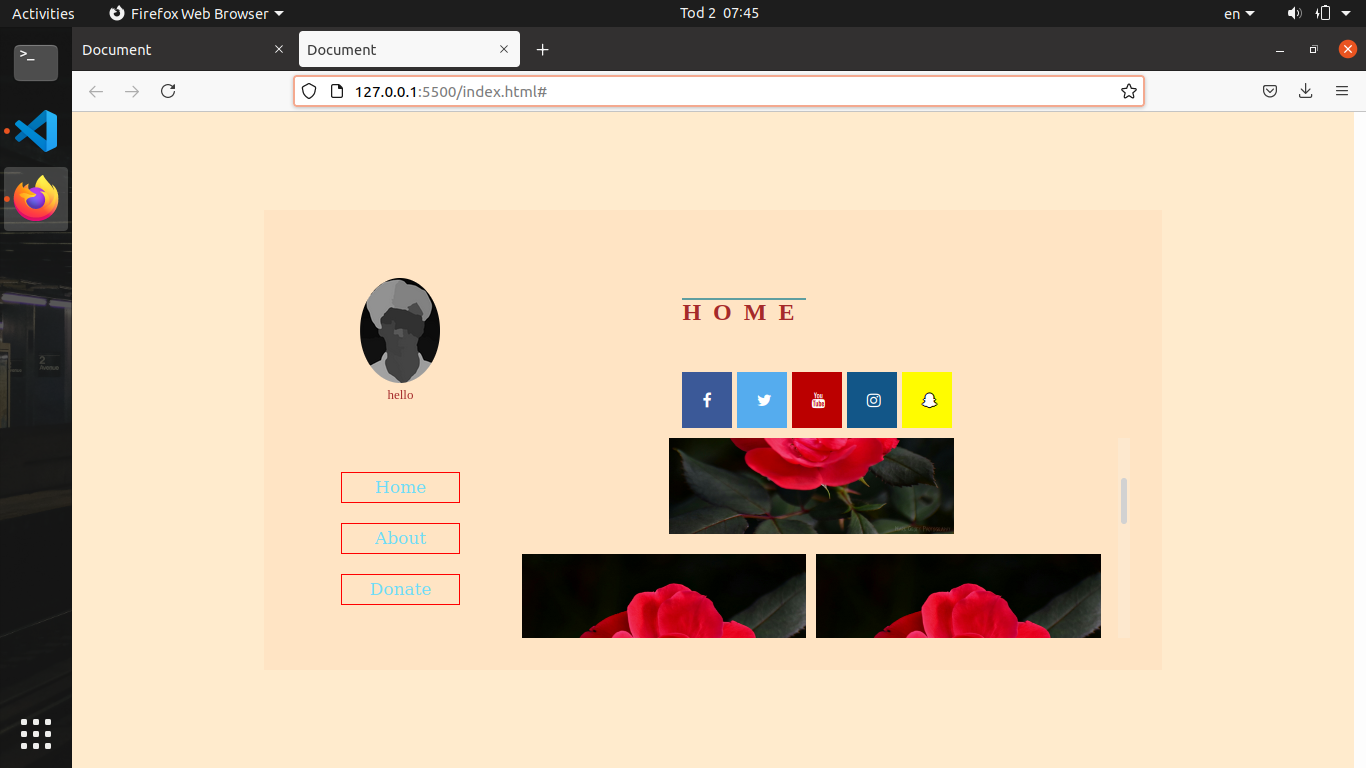 Activities
Firefox Web Browser
Tod 2 07:45
en
Document
Document
127.0.0.1:5500/index.html#
hello
H O M E
You
Tube
Home
About
Donate